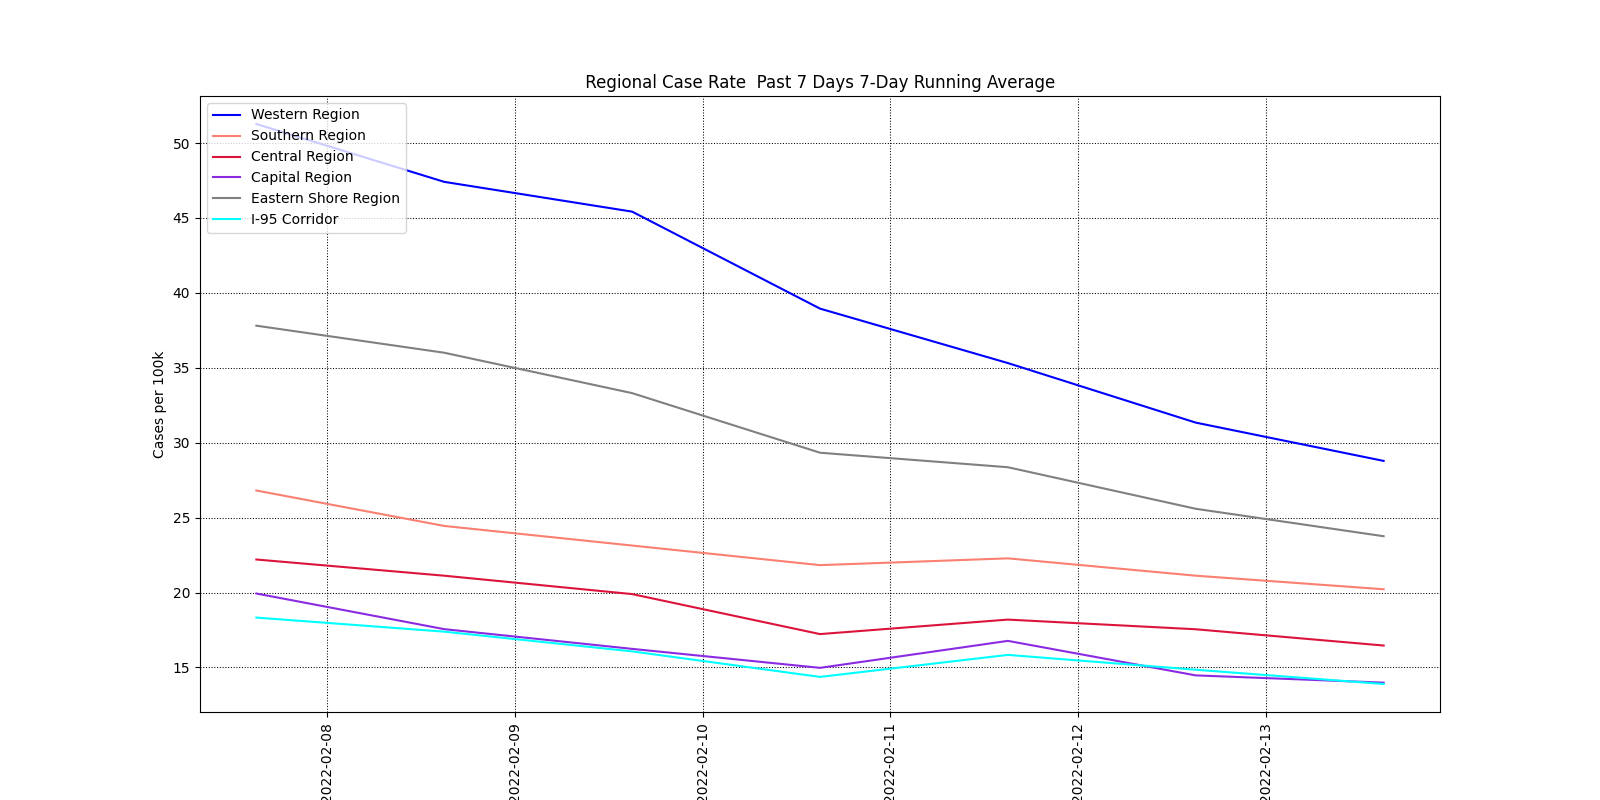 Regional Case Rate  Past 7 Days 7-Day Running Average
Western Region
Southern Region
Central Region
Capital Region
Eastern Shore Region
I-95 Corridor
Cases per 100k
50
45
40
35
30
25
20
15
2022-02-08
2022-02-09
2022-02-10
2022-02-11
2022-02-12
2022-02-13